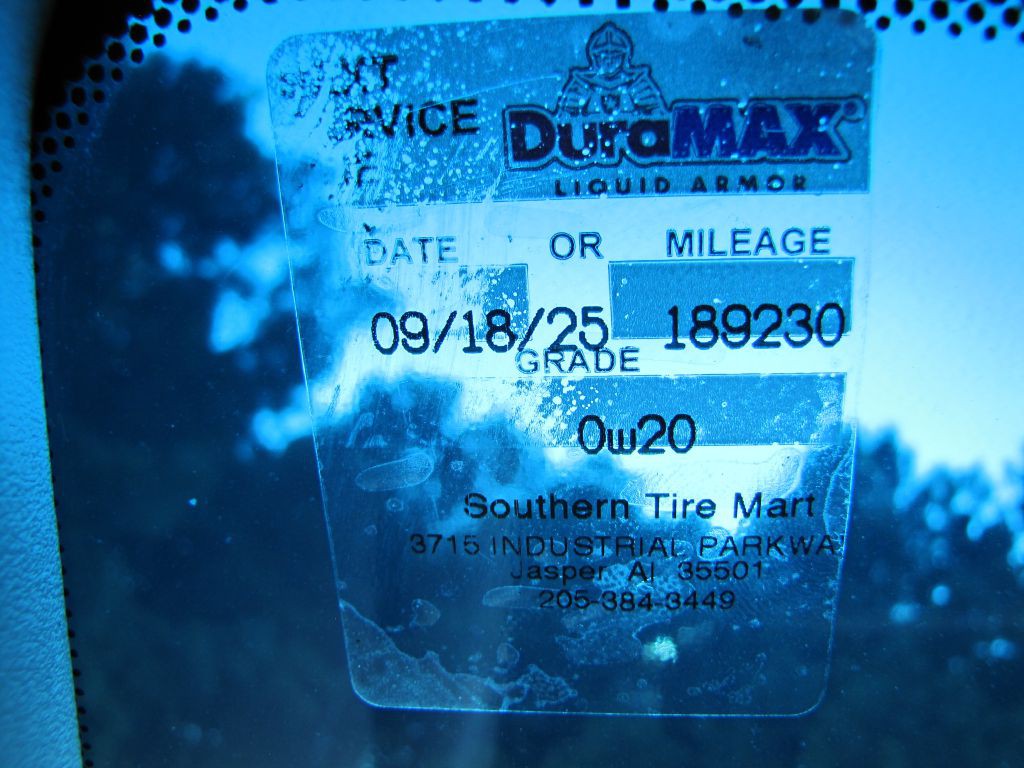 DuraMAX
LIQUID ARMOR
DATE OR MILEAGE
09/18/25 189230
GRADE
0w20
Southern Tire Mart
3715 INDUSTRIAL PARKWA
Jasper Al 35501
205-384-3449